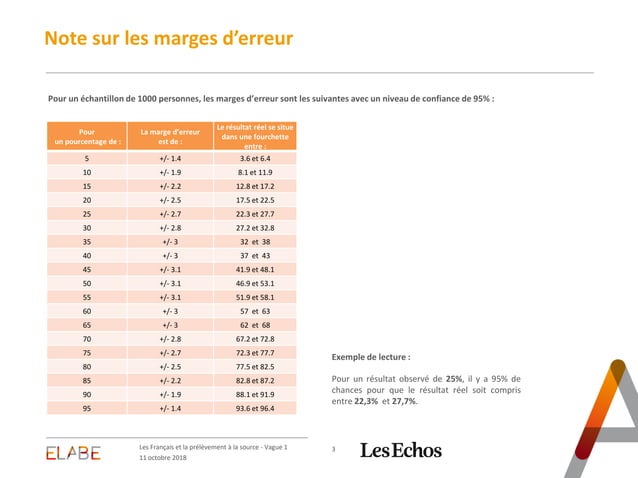 Note sur les marges d'erreur
Pour un échantillon de 1000 personnes, les marges d'erreur sont les suivantes avec un niveau de confiance de 95% :
Pour
un pourcentage de :
La marge d'erreur
est de :
Le résultat réel se situe
dans une fourchette
entre :
5 +/- 1.4 3.6 et 6.4
10 +/- 1.9 8.1 et 11.9
15 +/- 2.2 12.8 et 17.2
20 +/- 2.5 17.5 et 22.5
25 +/- 2.7 22.3 et 27.7
30 +/- 2.8 27.2 et 32.8
35 +/- 3 32 et 38
40 +/- 3 37 et 43
45 +/- 3.1 41.9 et 48.1
50 +/- 3.1 46.9 et 53.1
55 +/- 3.1 51.9 et 58.1
60 +/- 3 57 et 63
65 +/- 3 62 et 68
70 +/- 2.8 67.2 et 72.8
75 +/- 2.7 72.3 et 77.7
80 +/- 2.5 77.5 et 82.5
85 +/- 2.2 82.8 et 87.2
90 +/- 1.9 88.1 et 91.9
95 +/- 1.4 93.6 et 96.4
Exemple de lecture :
Pour un résultat observé de 25%, il y a 95% de
chances pour que le résultat réel soit compris
entre 22,3% et 27,7%.
ELABE
Les Français et la prélèvement à la source - Vague 1
11 octobre 2018
3
Les Echos